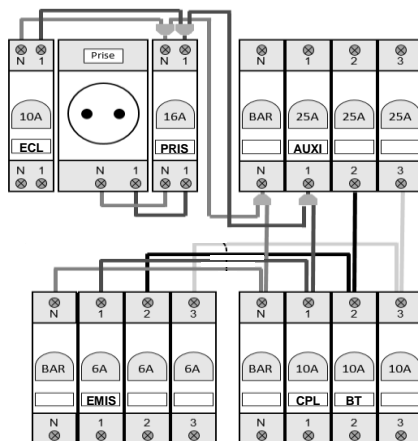 N 1 Prise N 1 N N 1 2 3
10A 16A BAR 25A 25A 25A
ECL PRIS AUXI
N 1 N 1 N 1 N 1 2 3
N 1 2 3 N 1 2 3
BAR 6A 6A 6A BAR 10A 10A 10A
EMIS CPL BT
N 1 2 3 N 1 2 3